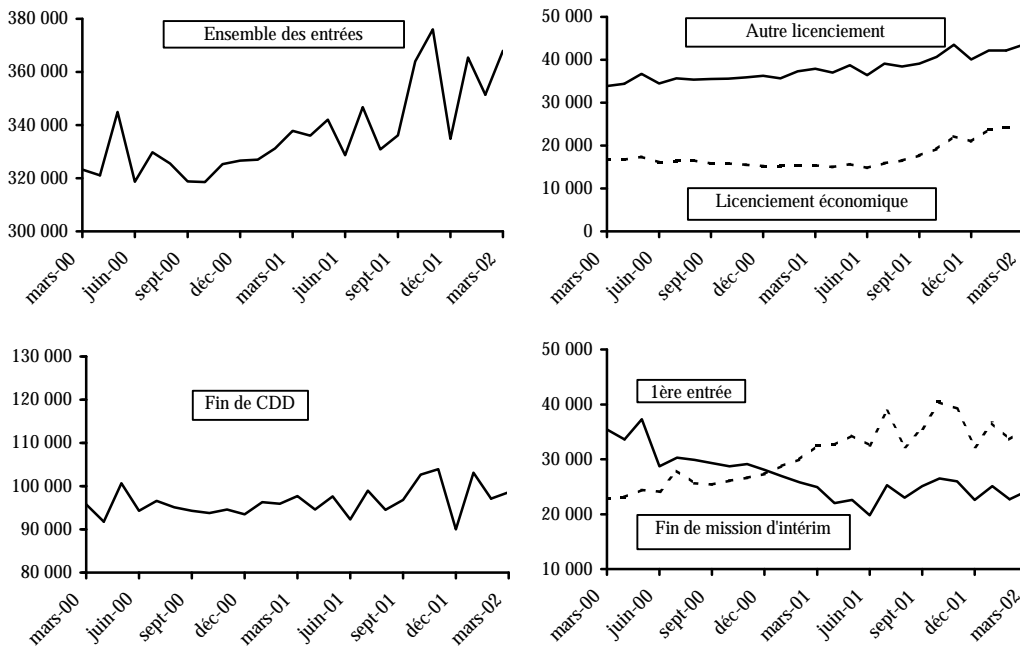 Ensemble des entrées
380 000
360 000
340 000
320 000
300 000
mars-00
juin-00
sept-00
déc-00
mars-01
juin-01
sept-01
déc-01
mars-02
Autre licenciement
Licenciement économique
50 000
40 000
30 000
20 000
10 000
0
mars-00
juin-00
sept-00
déc-00
mars-01
juin-01
sept-01
déc-01
mars-02
Fin de CDD
130 000
120 000
110 000
100 000
90 000
80 000
mars-00
juin-00
sept-00
déc-00
mars-01
juin-01
sept-01
déc-01
mars-02
1ère entrée
Fin de mission d'intérim
50 000
40 000
30 000
20 000
10 000
mars-00
juin-00
sept-00
déc-00
mars-01
juin-01
sept-01
déc-01
mars-02